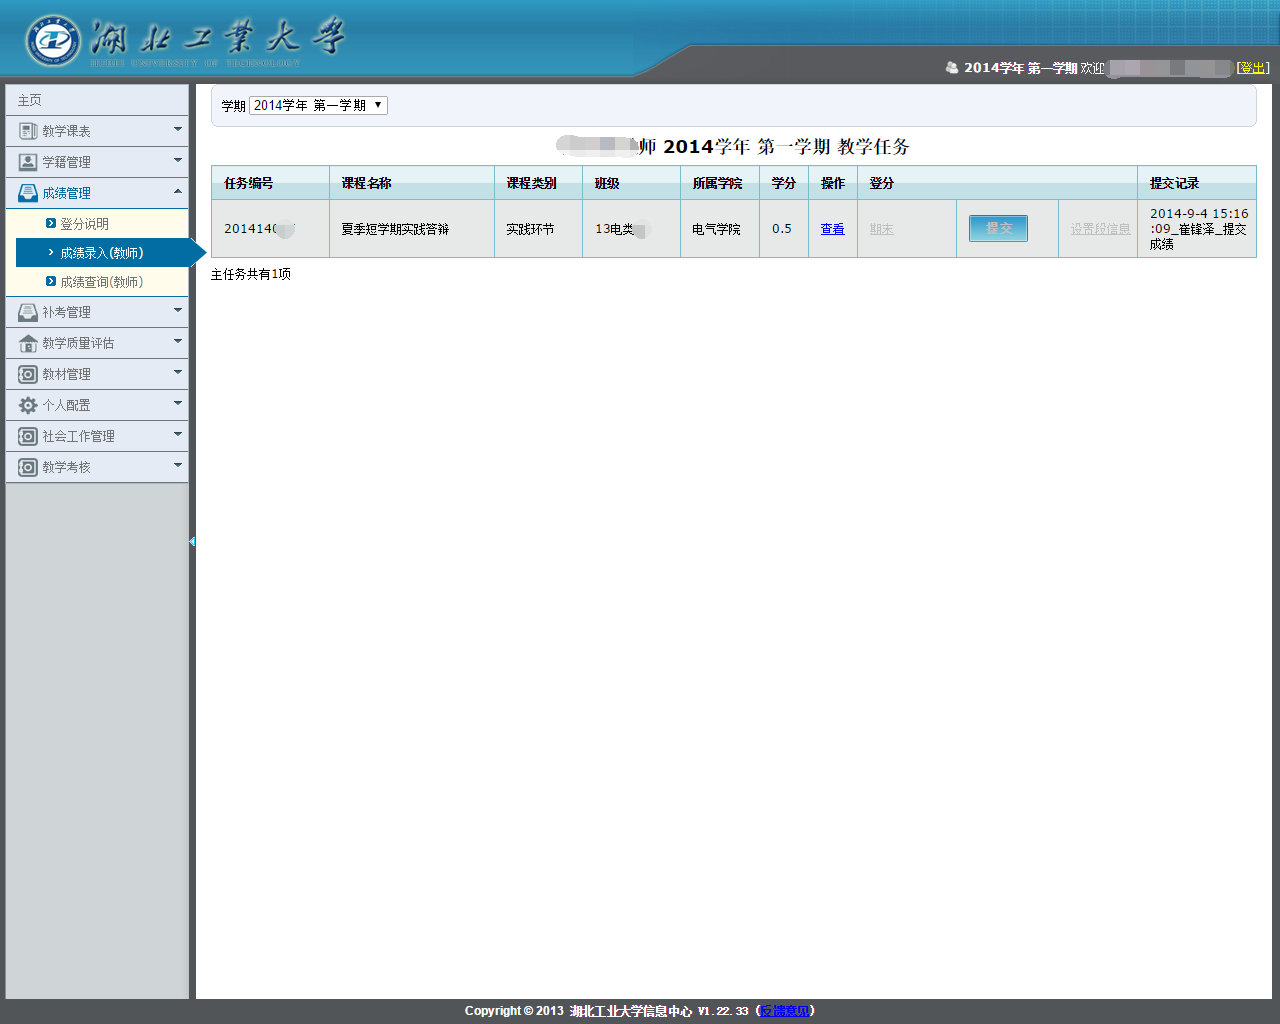 湖北工業大学
HUBEI UNIVERSITY OF TECHNOLOGY
2014学年 第一学期 欢迎 [登出]
主页
教学课表
学籍管理
成绩管理
登分说明
成绩录入(教师)
成绩查询(教师)
补考管理
教学质量评估
教材管理
个人配置
社会工作管理
教学考核
学期 2014学年 第一学期
师 2014学年 第一学期 教学任务
任务编号 课程名称 课程类别 班级 所属学院 学分 操作 登分 提交记录
2014140 夏季短学期实践答辩 实践环节 13电类 电气学院 0.5 查看 期末 提交 设置段信息 2014-9-4 15:16
:09_崔锋泽_提交
成绩
主任务共有1项
Copyright © 2013 湖北工业大学信息中心 V1.22.33 (反馈意见)